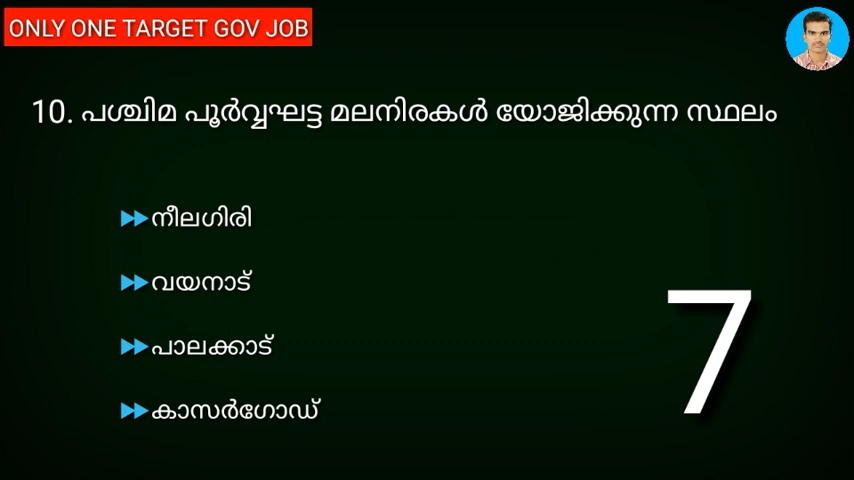 ONLY ONE TARGET GOV JOB
10. പശ്ചിമ പൂർവ്വഘട്ട മലനിരകൾ യോജിക്കുന്ന സ്ഥലം
നീലഗിരി
വയനാട്
പാലക്കാട്
കാസർഗോഡ്
7